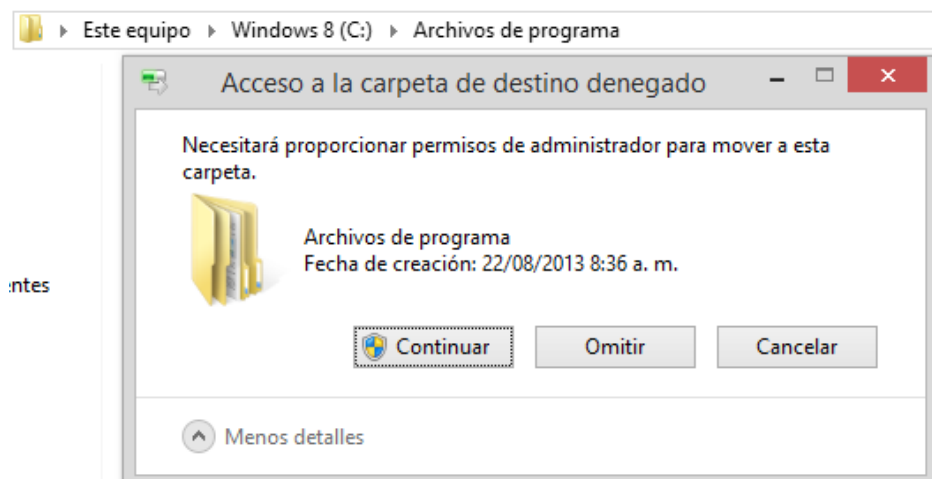 Este equipo Windows 8 (C:) Archivos de programa
Acceso a la carpeta de destino denegado
Necesitará proporcionar permisos de administrador para mover a esta
carpeta.
Archivos de programa
Fecha de creación: 22/08/2013 8:36 a. m.
entes
Continuar Omitir Cancelar
Menos detalles